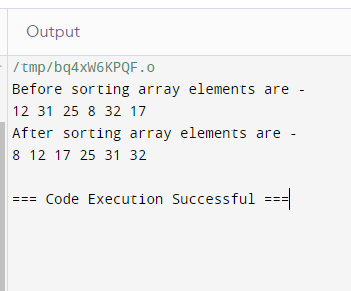 Output
/tmp/bq4xW6KPQF.o
Before sorting array elements are -
12 31 25 8 32 17
After sorting array elements are -
8 12 17 25 31 32
=== Code Execution Successful ===